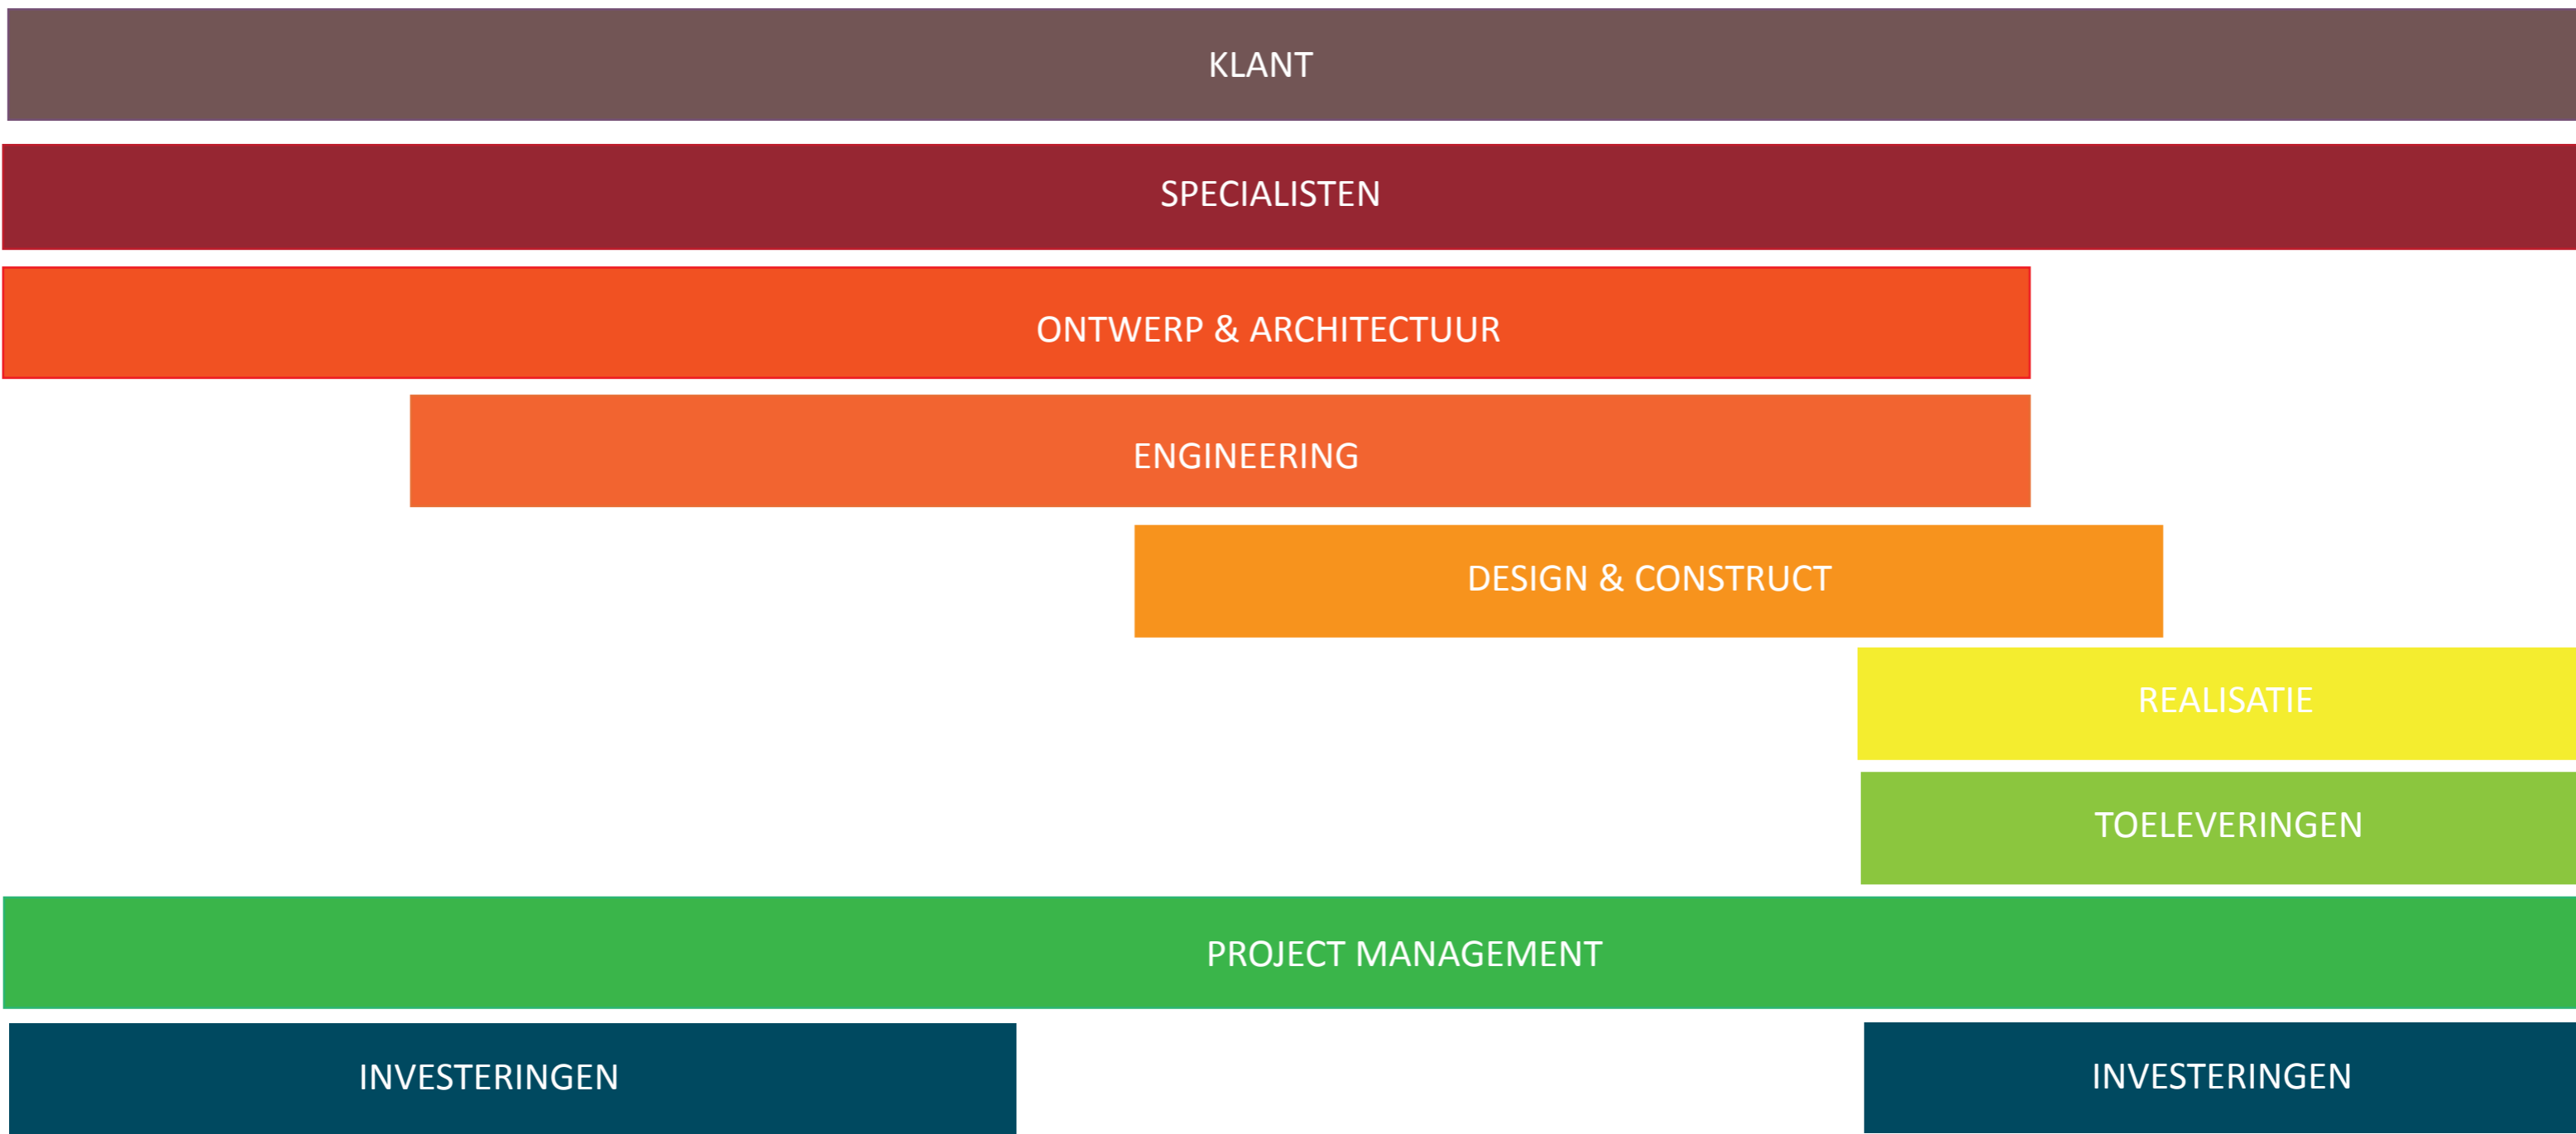 KLANT
SPECIALISTEN
ONTWERP & ARCHITECTUUR
ENGINEERING
DESIGN & CONSTRUCT
REALISATIE
TOELEVERINGEN
PROJECT MANAGEMENT
INVESTERINGEN
INVESTERINGEN